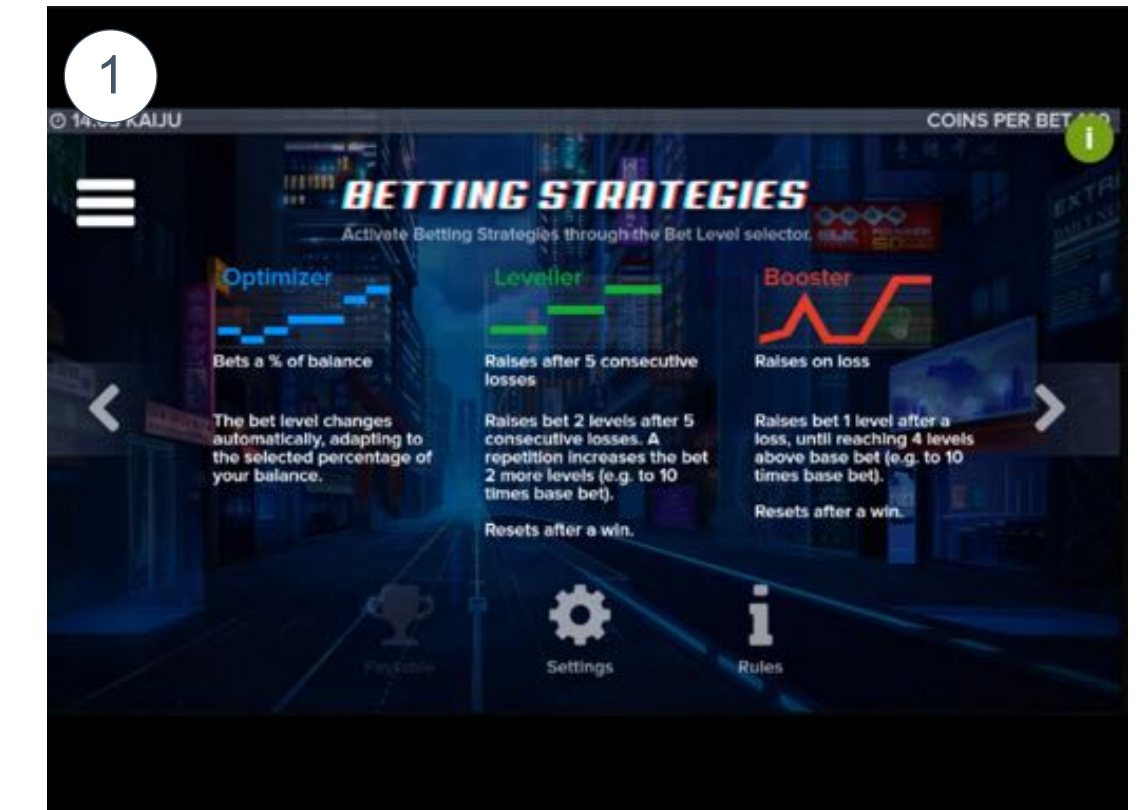 1
KAIJU
COINS PER BET
i
BETTING STRATEGIES
Activate Betting Strategies through the Bet Level selector.
Optimizer
Bets a % of balance
The bet level changes
automatically, adapting to
the selected percentage of
your balance.
Leveller
Raises after 5 consecutive
losses
Raises bet 2 levels after 5
consecutive losses. A
repetition increases the bet
2 more levels (e.g. to 10
times base bet).
Resets after a win.
Booster
Raises on loss
Raises bet 1 level after a
loss, until reaching 4 levels
above base bet (e.g. to 10
times base bet).
Resets after a win.
Paytable
Settings
Rules